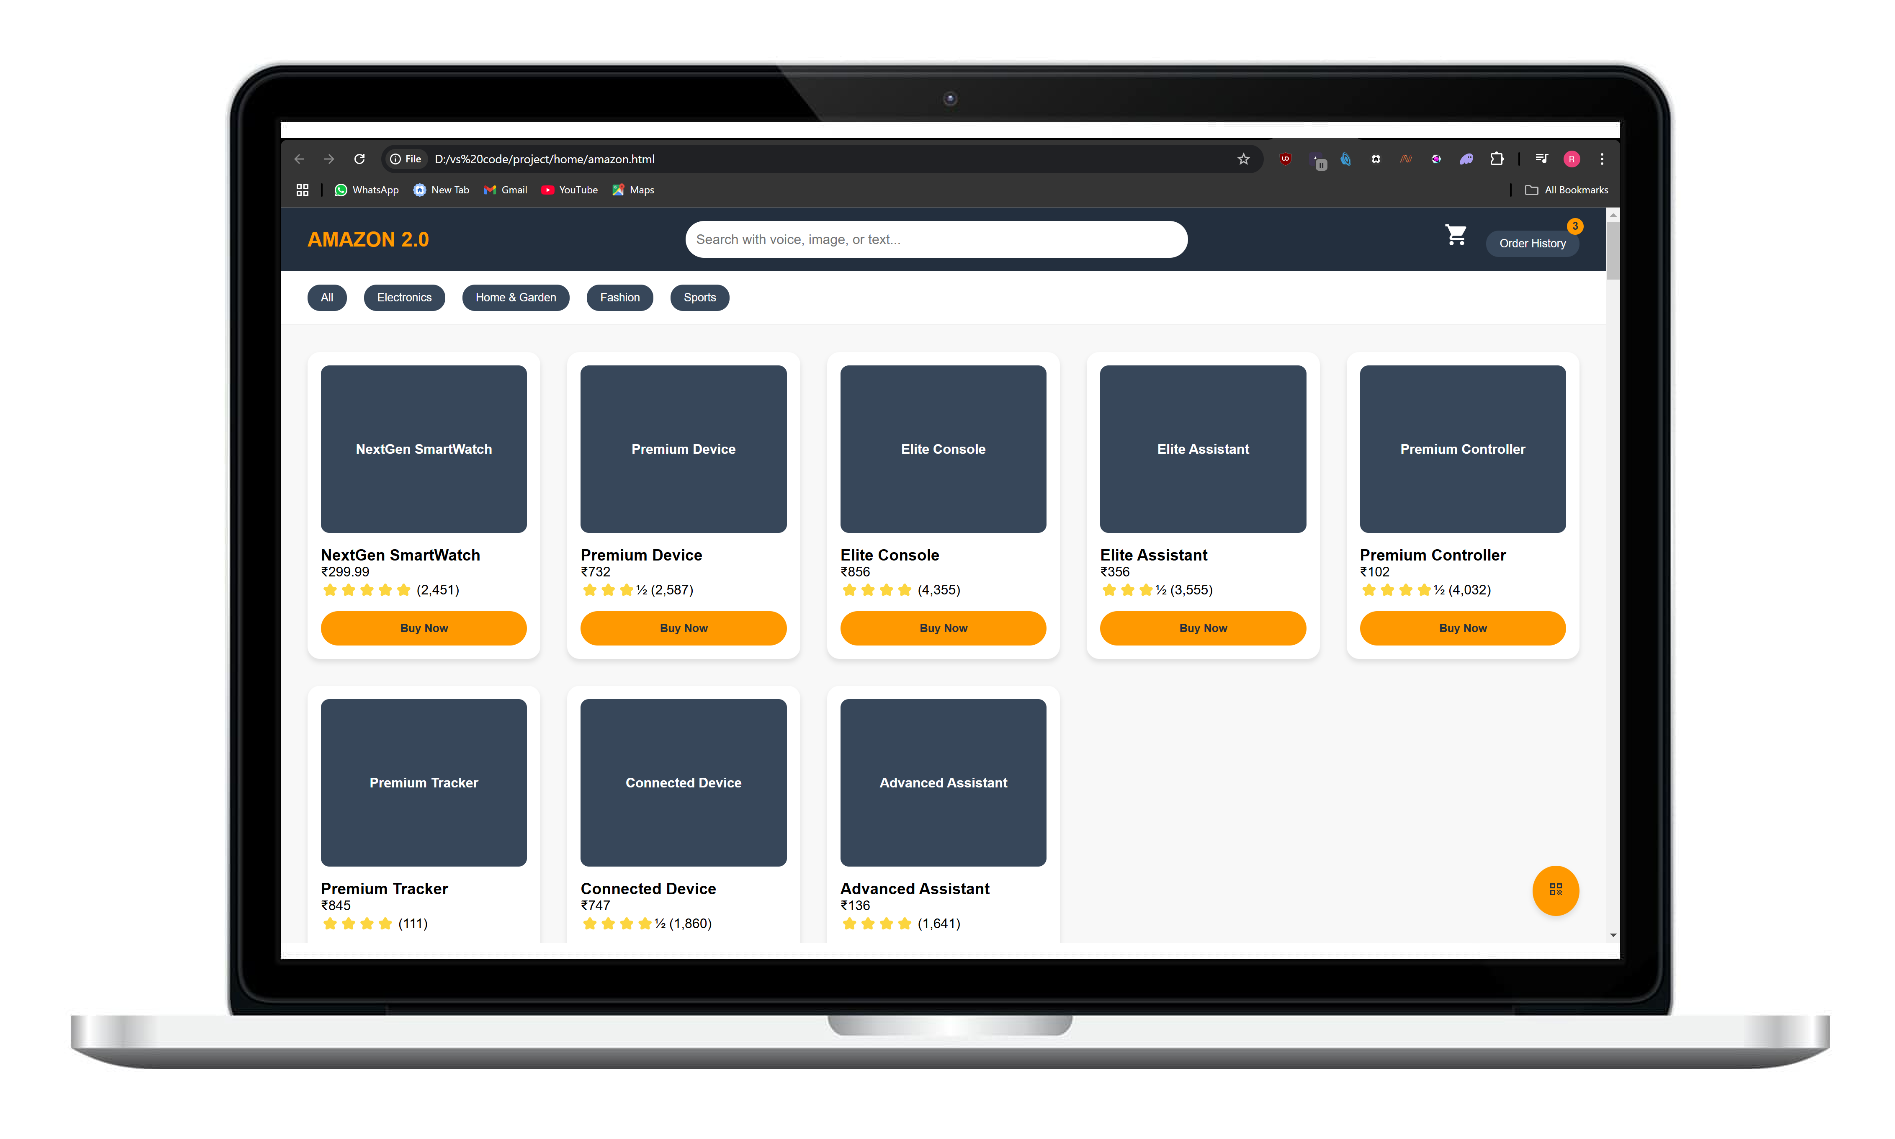 File D:/vs%20code/project/home/amazon.html
R
WhatsApp New Tab Gmail YouTube Maps All Bookmarks
AMAZON 2.0 Search with voice, image, or text... Order History 3
All Electronics Home & Garden Fashion Sports
NextGen SmartWatch Premium Device Elite Console Elite Assistant Premium Controller
NextGen SmartWatch Premium Device Elite Console Elite Assistant Premium Controller
₹299.99 ₹732 ₹856 ₹356 ₹102
(2,451) ½ (2,587) (4,355) ½ (3,555) ½ (4,032)
Buy Now Buy Now Buy Now Buy Now Buy Now
Premium Tracker Connected Device Advanced Assistant
Premium Tracker Connected Device Advanced Assistant
₹845 ₹747 ₹136
(111) ½ (1,860) (1,641)